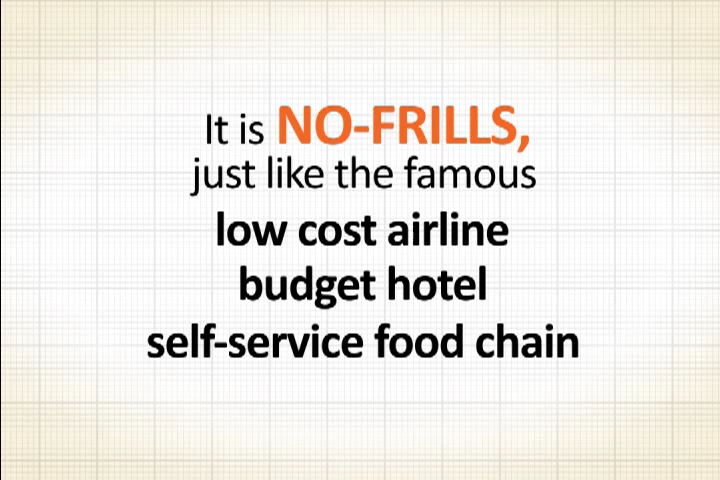 It is NO-FRILLS,
just like the famous
low cost airline
budget hotel
self-service food chain